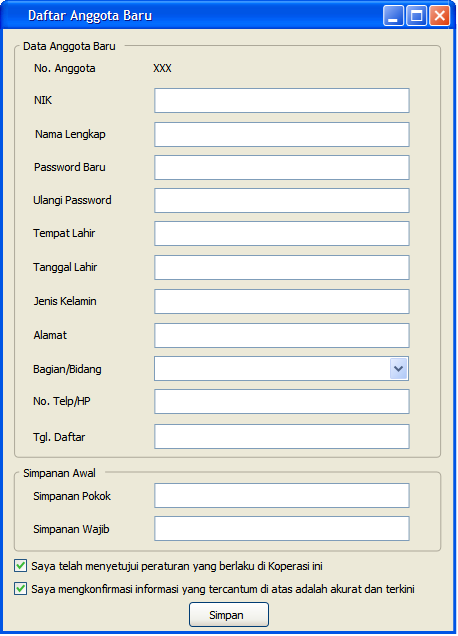 Daftar Anggota Baru
Data Anggota Baru
No. Anggota XXX
NIK
Nama Lengkap
Password Baru
Ulangi Password
Tempat Lahir
Tanggal Lahir
Jenis Kelamin
Alamat
Bagian/Bidang
No. Telp/HP
Tgl. Daftar
Simpanan Awal
Simpanan Pokok
Simpanan Wajib
Saya telah menyetujui peraturan yang berlaku di Koperasi ini
Saya mengkonfirmasi informasi yang tercantum di atas adalah akurat dan terkini
Simpan